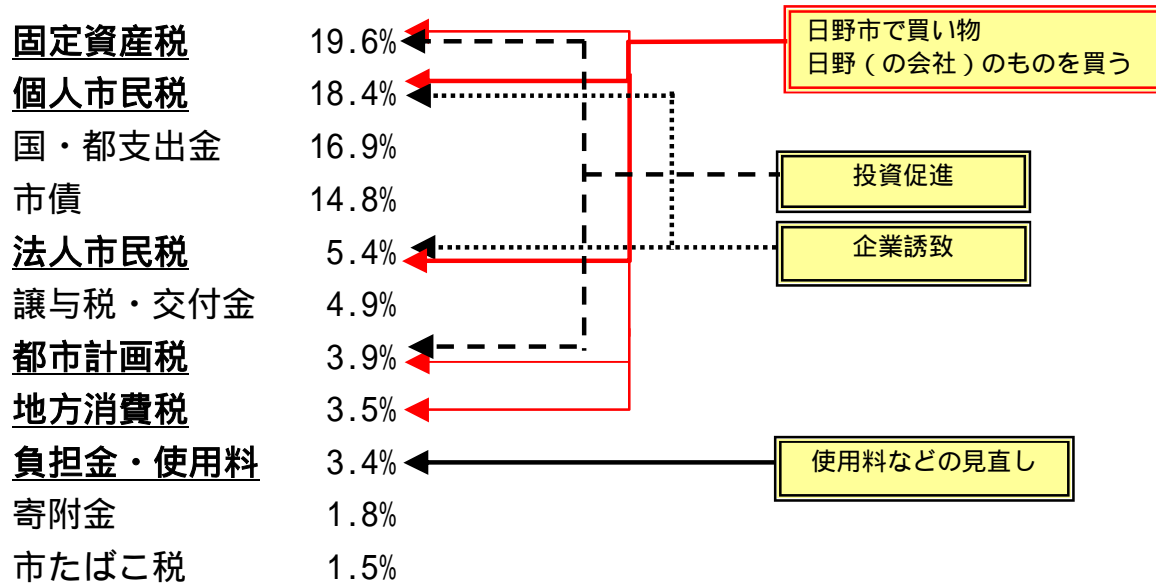 固定資産税 19.6%
個人市民税 18.4%
国・都支出金 16.9%
市債 14.8%
法人市民税 5.4%
譲与税・交付金 4.9%
都市計画税 3.9%
地方消費税 3.5%
負担金・使用料 3.4%
寄附金 1.8%
市たばこ税 1.5%
日野市で買い物
日野(の会社)のものを買う
投資促進
企業誘致
使用料などの見直し